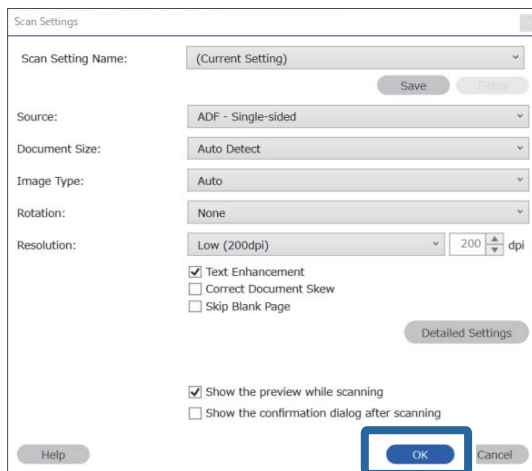 Scan Settings
Scan Setting Name: (Current Setting)
Save Delete
Source: ADF - Single-sided
Document Size: Auto Detect
Image Type: Auto
Rotation: None
Resolution: Low (200dpi) 200 dpi
Text Enhancement
Correct Document Skew
Skip Blank Page
Detailed Settings
Show the preview while scanning
Show the confirmation dialog after scanning
Help OK Cancel